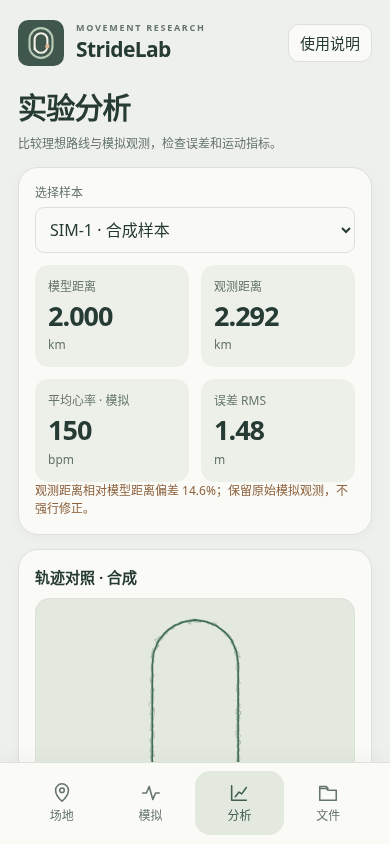 MOVEMENT RESEARCH
StrideLab
使用说明
实验分析
比较理想路线与模拟观测，检查误差和运动指标。
选择样本
SIM-1 · 合成样本
模型距离
2.000
km
观测距离
2.292
km
平均心率 · 模拟
150
bpm
误差 RMS
1.48
m
观测距离相对模型距离偏差 14.6%；保留原始模拟观测，不
强行修正。
轨迹对照 · 合成
场地
模拟
分析
文件